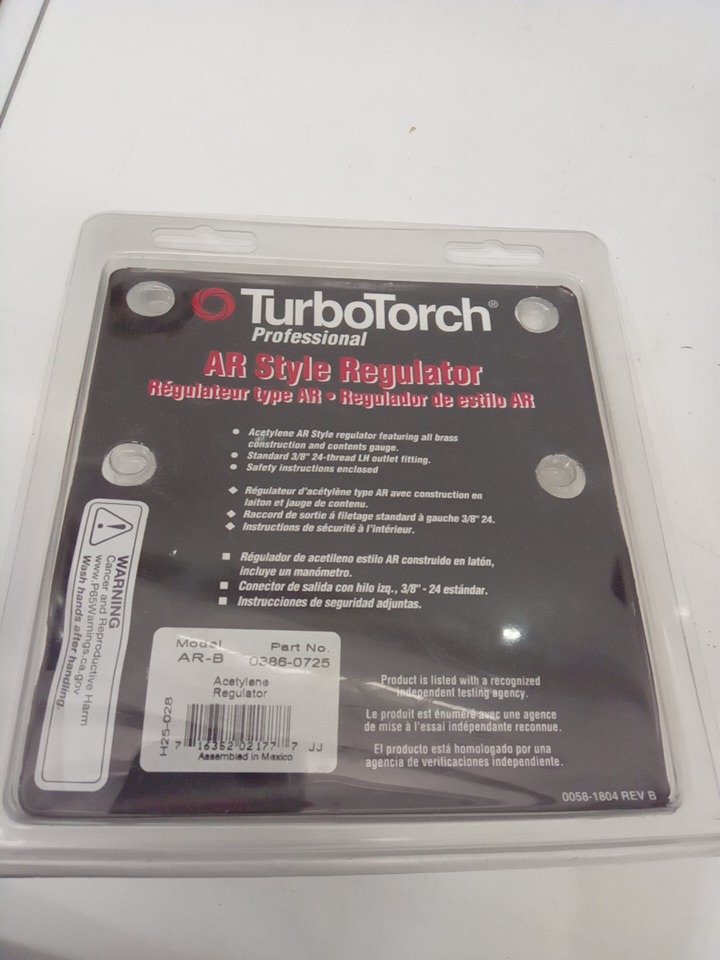 TurboTorch®
Professional
AR Style Regulator
Régulateur type AR • Regulador de estilo AR
• Acetylene AR Style regulator featuring all brass
construction and contents gauge.
• Standard 3/8" 24-thread LH outlet fitting.
• Safety instructions enclosed
◆ Régulateur d'acétylène type AR avec construction en
laiton et jauge de contenu.
◆ Raccord de sortie à filetage standard à gauche 3/8" 24.
◆ Instructions de sécurité à l'intérieur.
■ Régulador de acetileno estilo AR construido en latón,
incluye un manómetro.
■ Conector de salida con hilo izq., 3/8" - 24 estándar.
■ Instrucciones de seguridad adjuntas.
WARNING
Cancer and Reproductive Harm
www.P65Warnings.ca.gov
Wash hands after handling.
Model Part No.
AR-B 0386-0725
Acetylene
Regulator
H25-02B
7 16352 02177 7 JJ
Assembled in Mexico
Product is listed with a recognized
independent testing agency.
Le produit est énuméré avec une agence
de mise à l'essai indépendante reconnue.
El producto está homologado por una
agencia de verificaciones independiente.
0058-1804 REV B